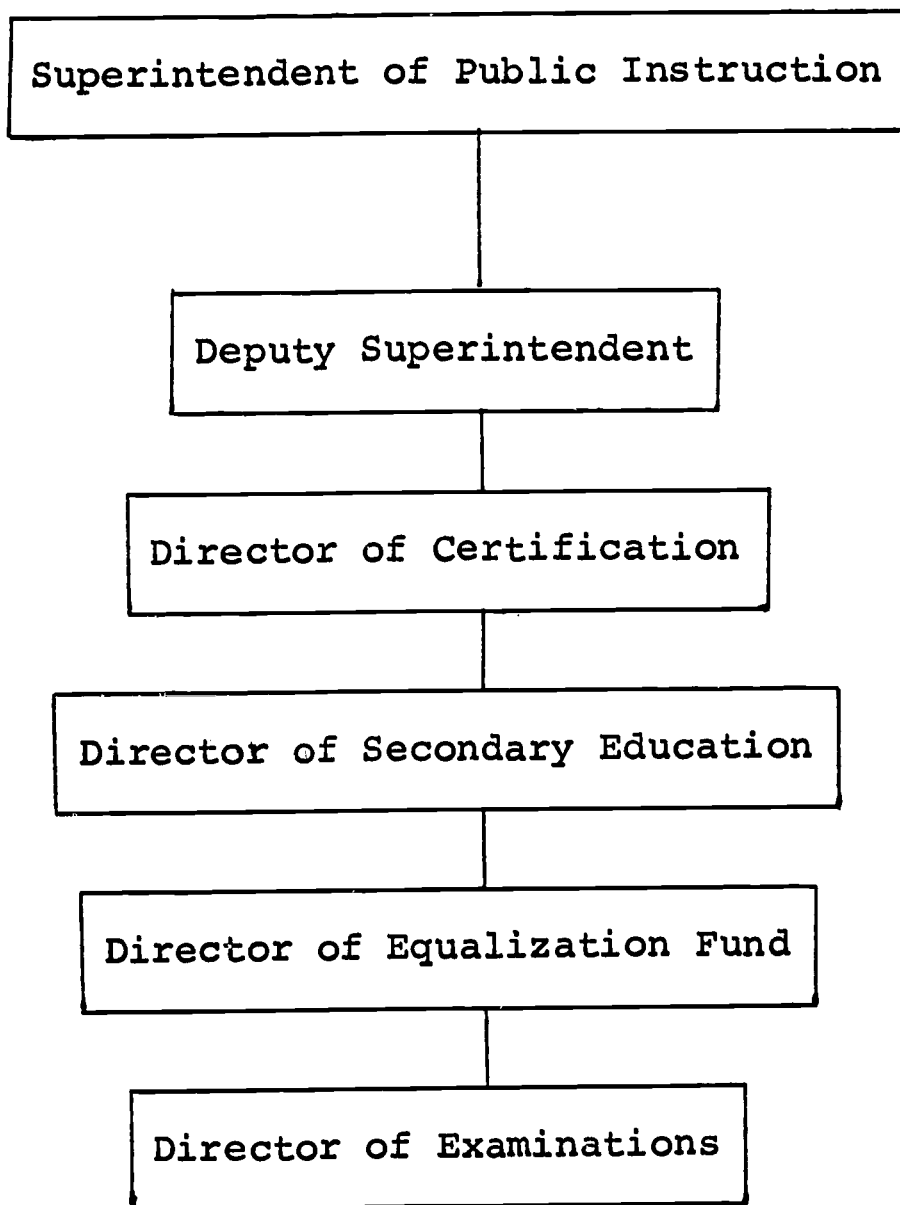 Superintendent of Public Instruction
Deputy Superintendent
Director of Certification
Director of Secondary Education
Director of Equalization Fund
Director of Examinations